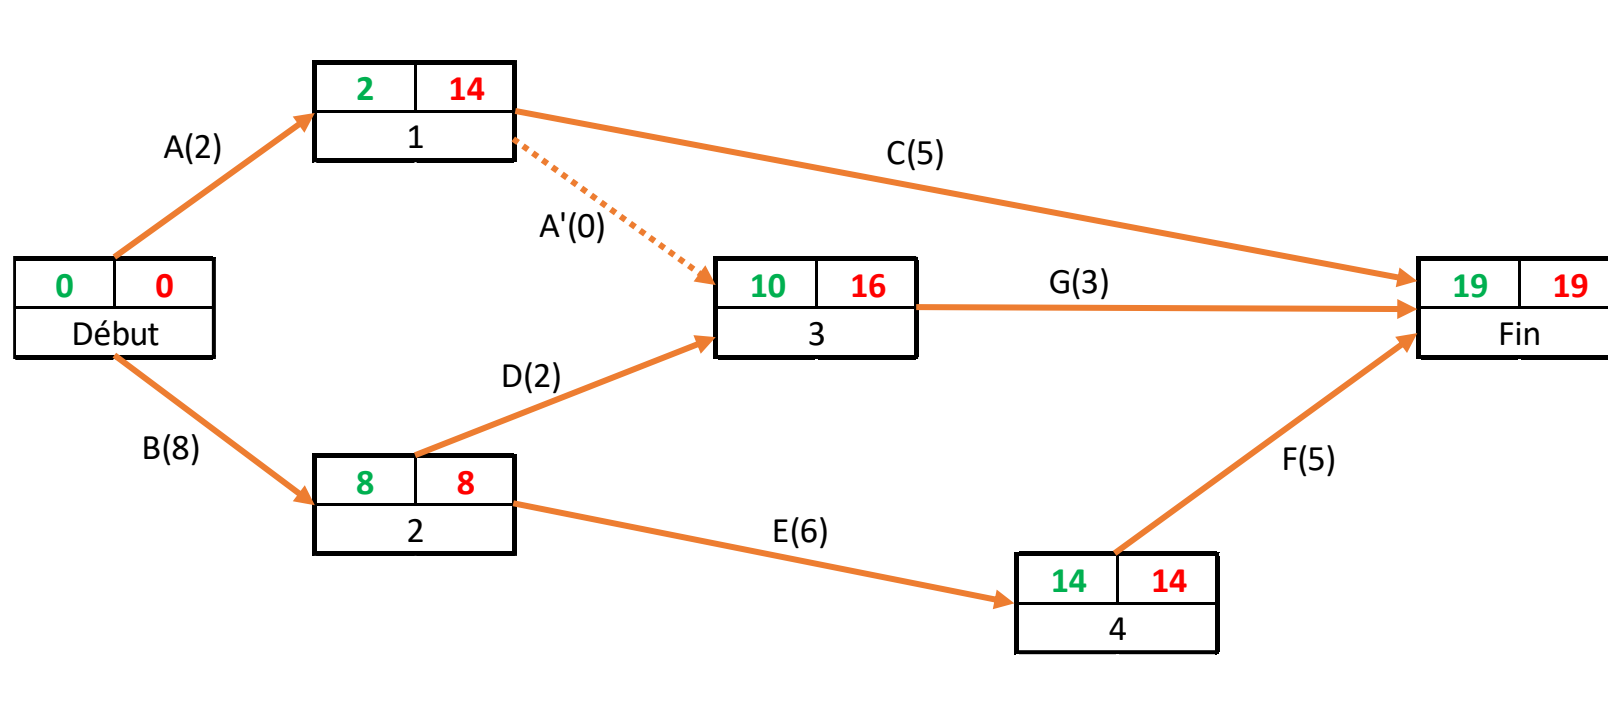 2 14
1
A(2)
C(5)
A'(0)
0 0
Début
10 16
3
G(3)
19 19
Fin
D(2)
B(8)
8 8
2
E(6)
F(5)
14 14
4